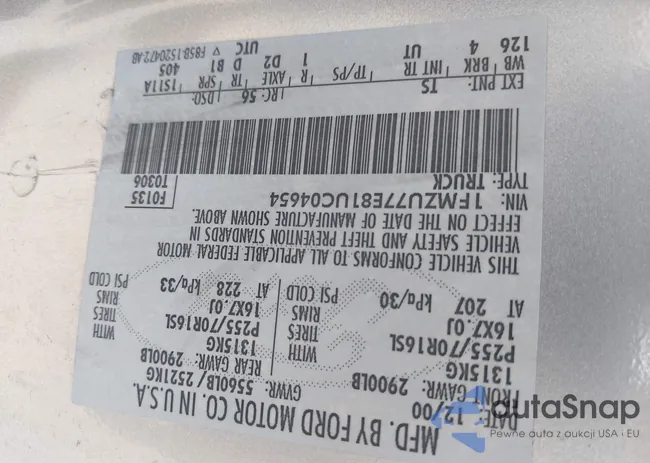 MFD. BY FORD MOTOR CO. IN U.S.A.
DATE: 12/00
GVWR: 5560LB/ 2521KG
FRONT GAWR: 2900LB
REAR GAWR: 2900LB
1315KG
1315KG
WITH
P255/70R16SL
TIRES
P255/70R16SL
WITH
TIRES
16X7.0J
RIMS
16X7.0J
RIMS
AT 207 kPa/30 PSI COLD
AT 228 kPa/33 PSI COLD
THIS VEHICLE CONFORMS TO ALL APPLICABLE FEDERAL MOTOR
VEHICLE SAFETY AND THEFT PREVENTION STANDARDS IN
EFFECT ON THE DATE OF MANUFACTURE SHOWN ABOVE.
VIN: 1FMZU77E81UC04654
TYPE: TRUCK
F0135
T0306
EXT PNT: TS
RC: 56
DSO:
WB BRK INT TR TP/PS R AXLE TR SPR 1S11A
126 4 UT 1 D2 D B1 405
UTC
F85B-1520472-AB
autaSnap
Pewne auta z aukcji USA i EU